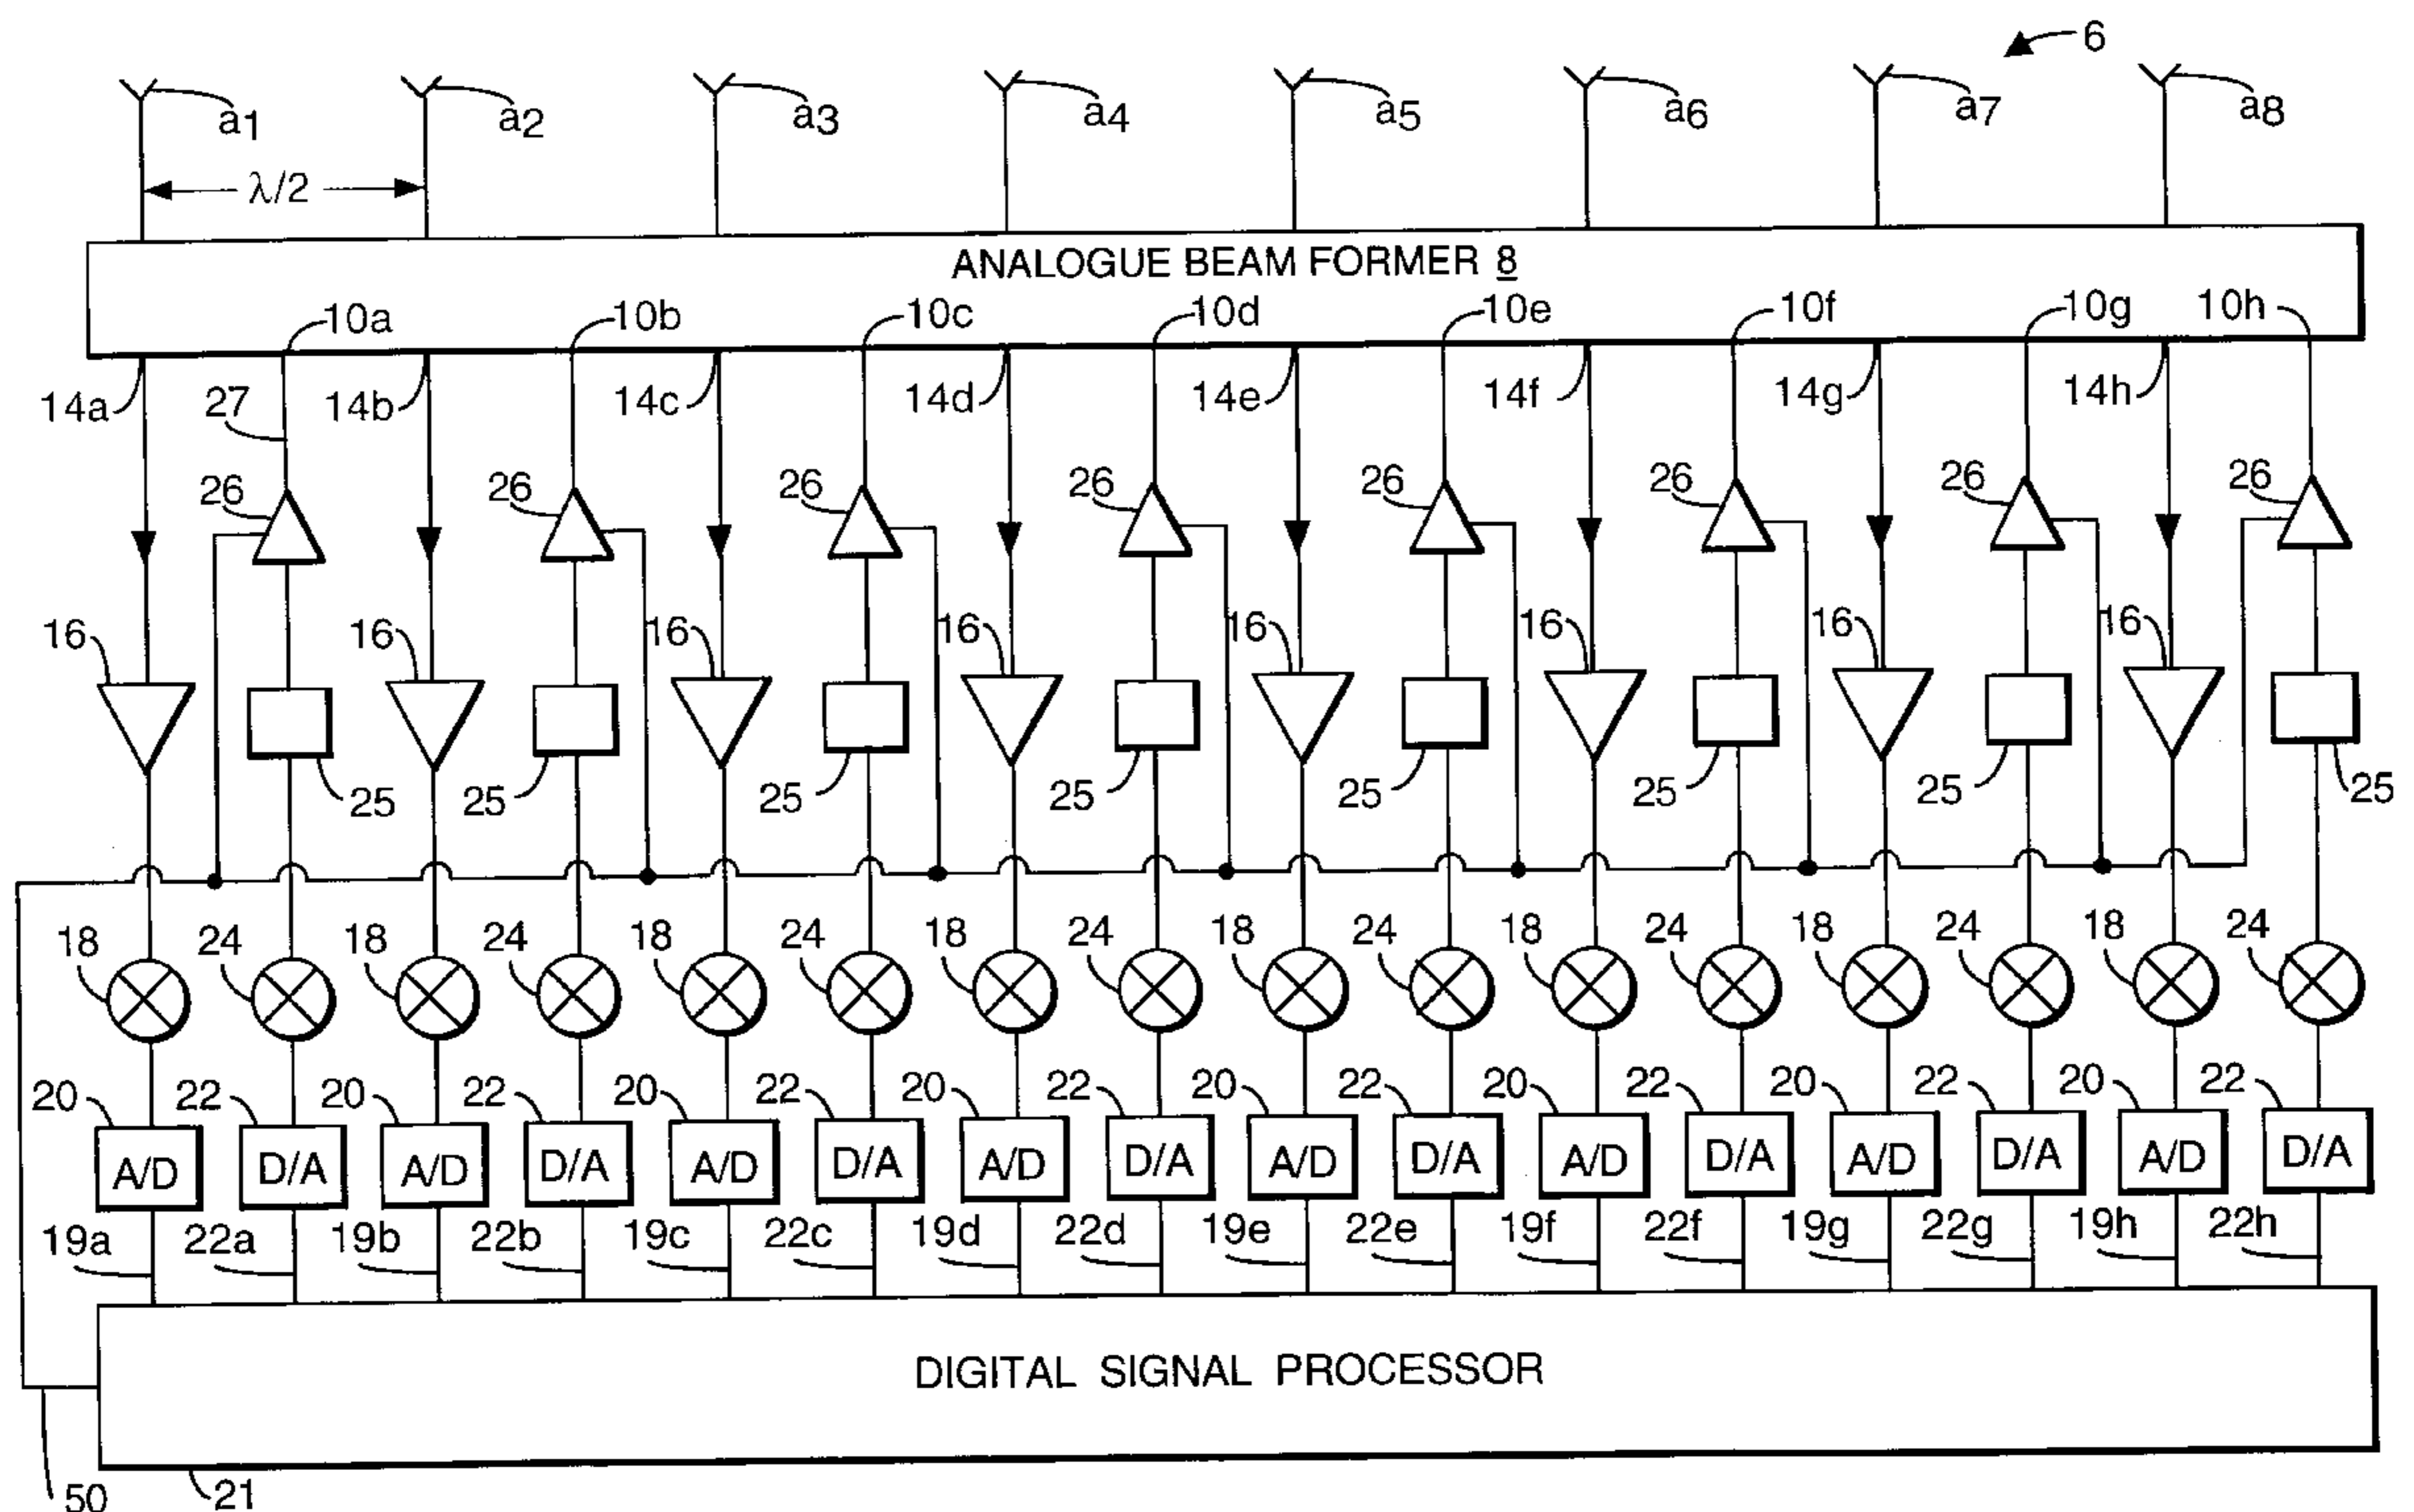 6
a1 a2 a3 a4 a5 a6 a7 a8
λ/2
ANALOGUE BEAM FORMER 8
10a 10b 10c 10d 10e 10f 10g 10h
14a 27 14b 14c 14d 14e 14f 14g 14h
26 26 26 26 26 26 26 26
16 16 16 16 16 16 16 16
25 25 25 25 25 25 25 25
18 24 18 24 18 24 18 24 18 24 18 24 18 24 18 24
20 22 20 22 20 22 20 22 20 22 20 22 20 22 20 22
A/D D/A A/D D/A A/D D/A A/D D/A A/D D/A A/D D/A A/D D/A A/D D/A
19a 22a 19b 22b 19c 22c 19d 22d 19e 22e 19f 22f 19g 22g 19h 22h
DIGITAL SIGNAL PROCESSOR
50 21